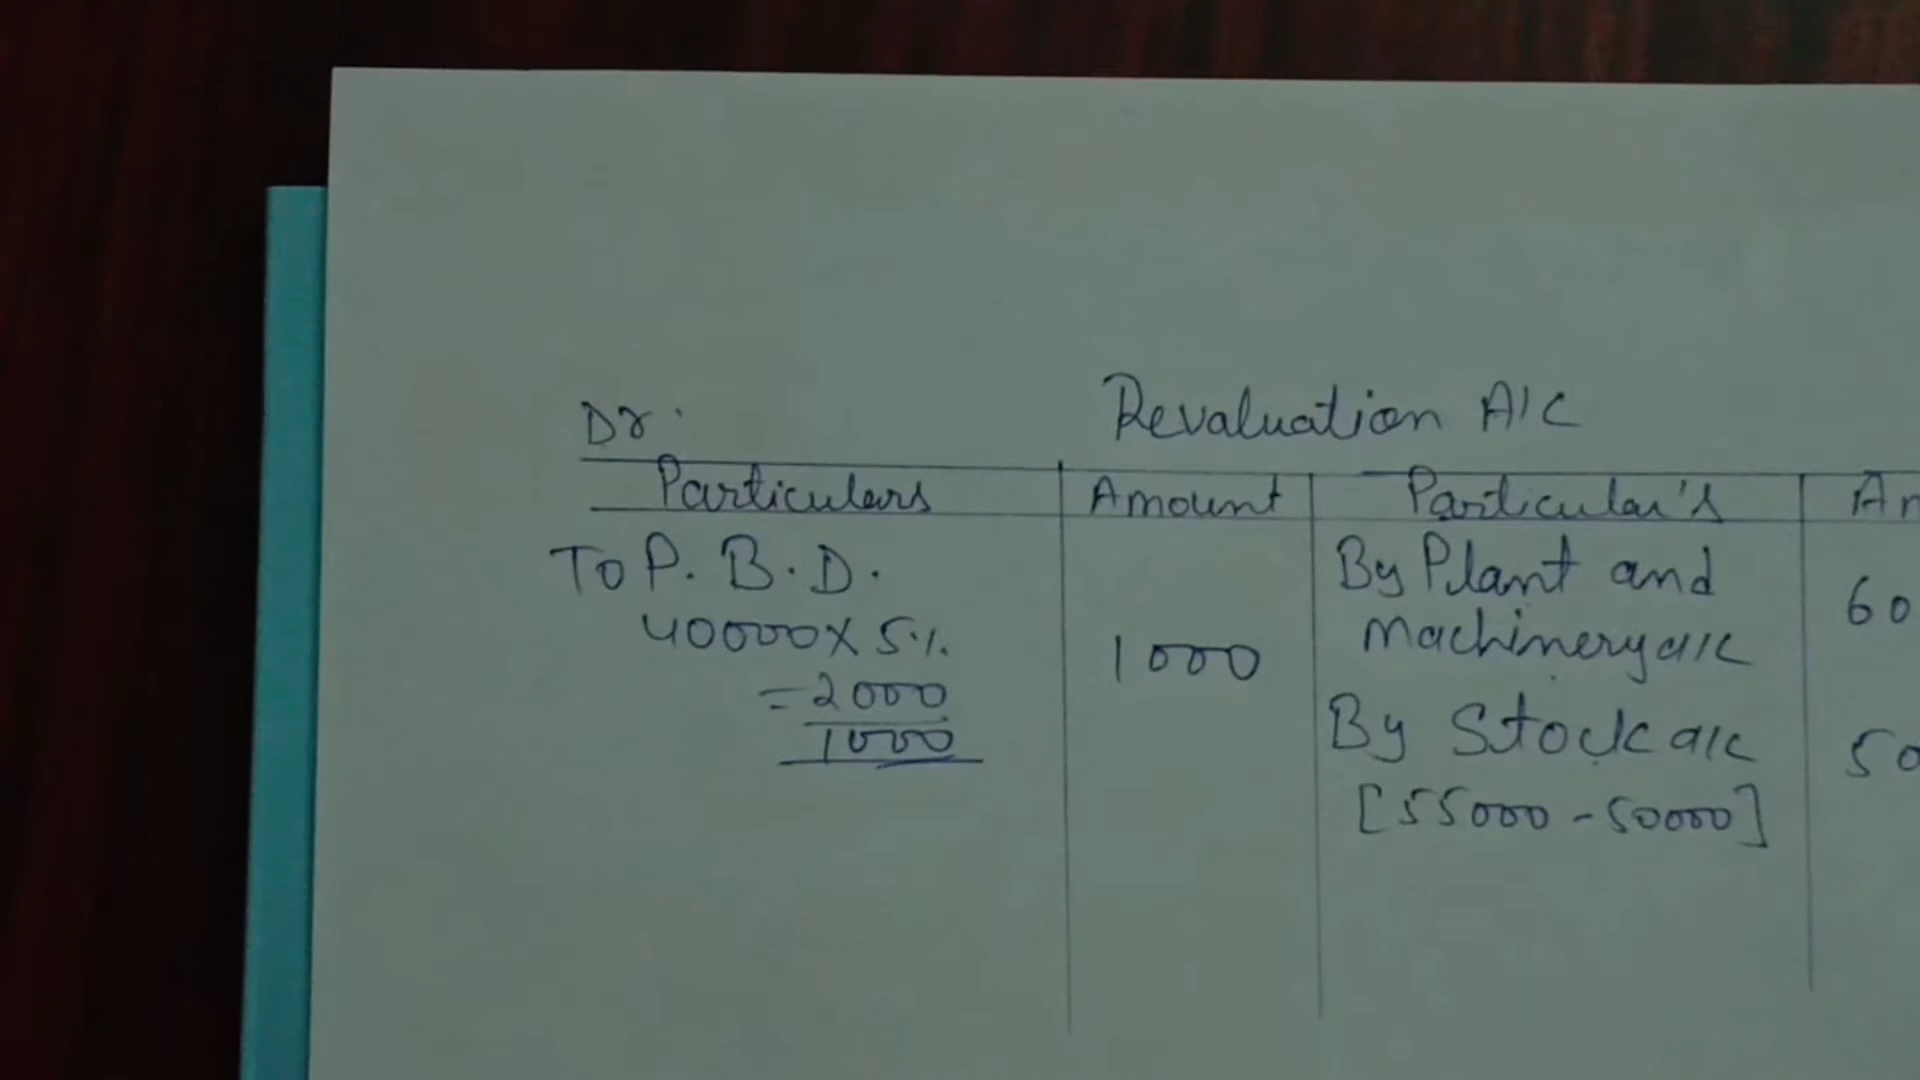 Dr.
Revaluation A/C
Particulars Amount Particular's Am
To P. B. D.
40000 X 5%
= 2000
1000
1000
By Plant and
Machinery a/c
60
By Stock a/c
50
[55000 - 50000]